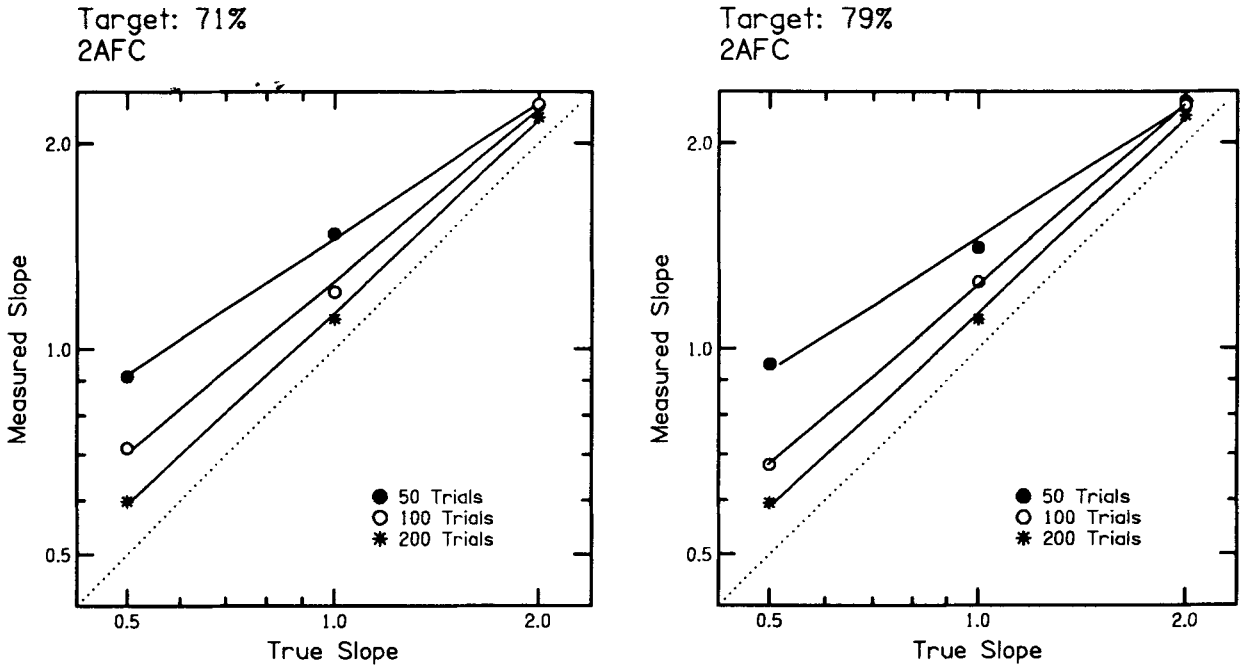 Target: 71%
2AFC
2.0
1.0
0.5
Measured Slope
50 Trials
100 Trials
200 Trials
0.5
1.0
2.0
True Slope
Target: 79%
2AFC
2.0
1.0
0.5
Measured Slope
50 Trials
100 Trials
200 Trials
0.5
1.0
2.0
True Slope